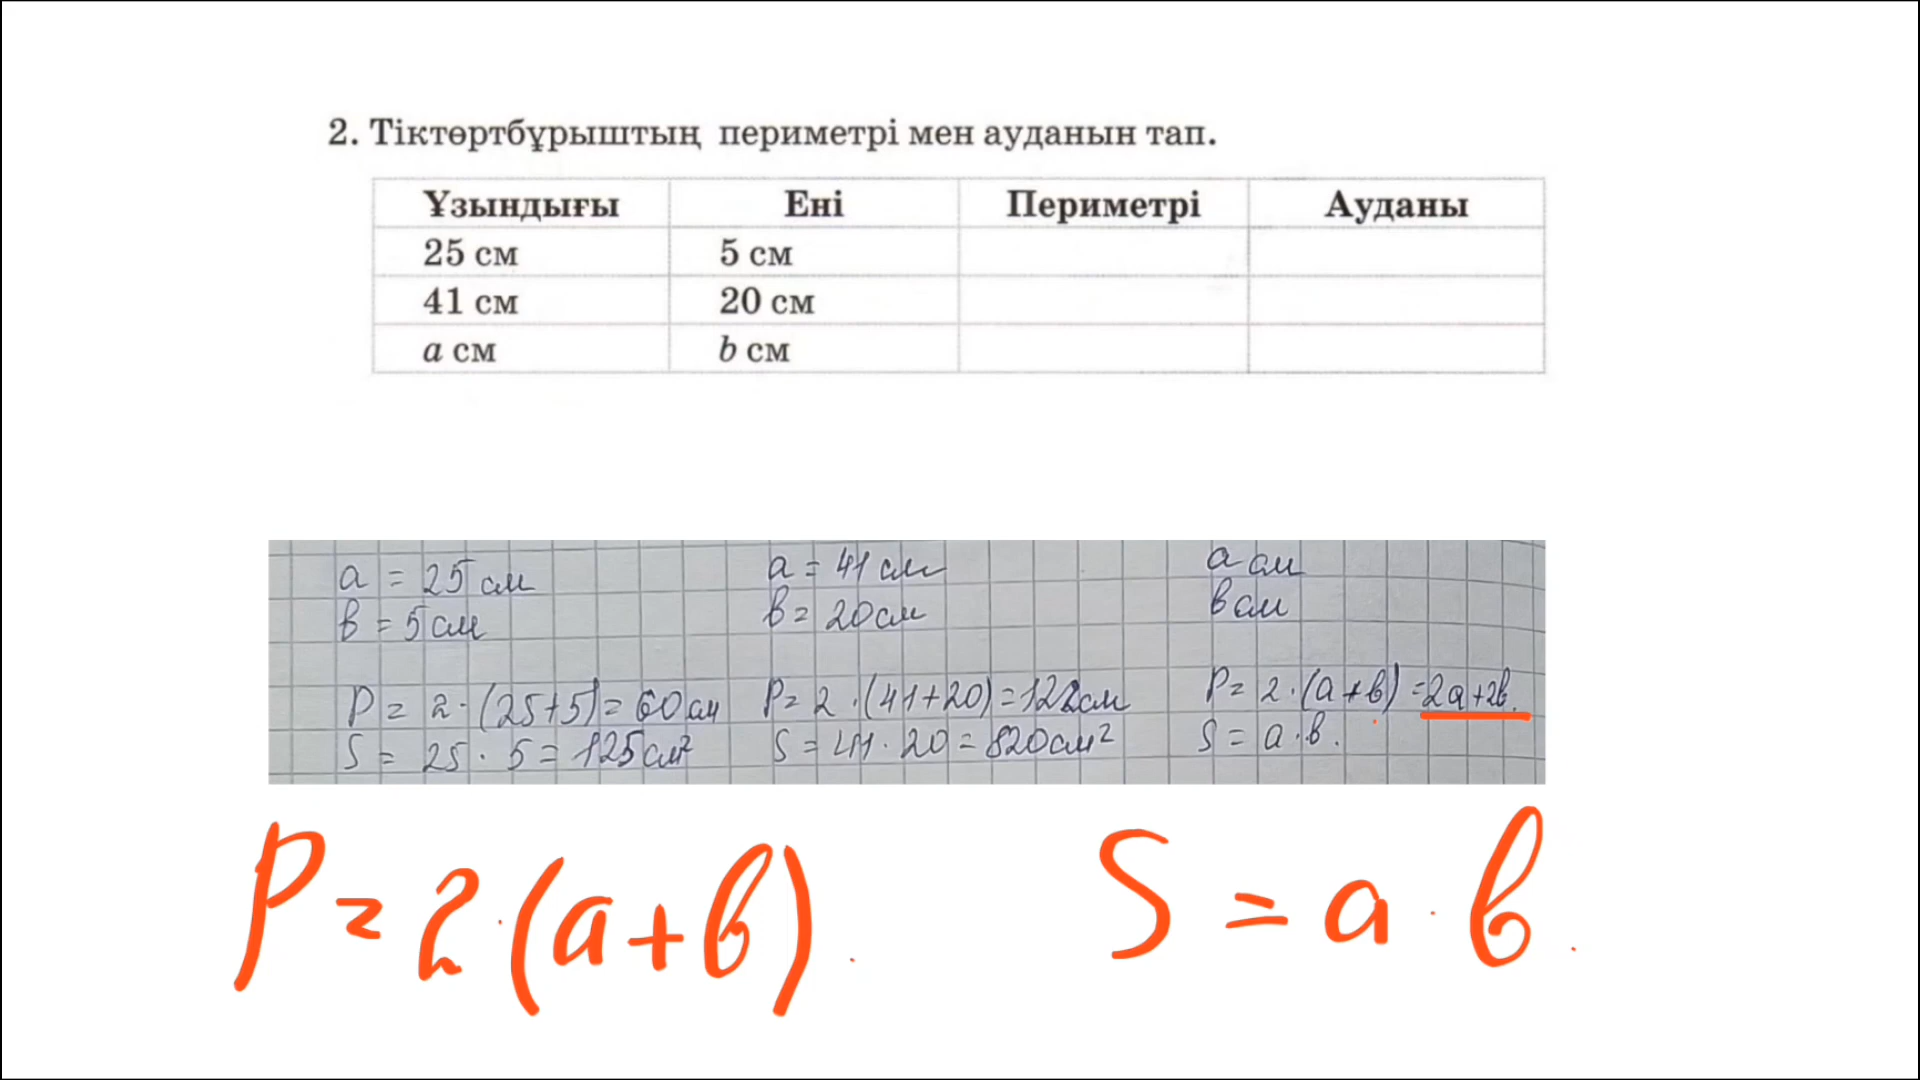 2. Тіктөртбұрыштың периметрі мен ауданын тап.
Ұзындығы Ені Периметрі Ауданы
25 см 5 см
41 см 20 см
a см b см
a = 25 см a = 41 см a см
в = 5 см в = 20 см в см
P = 2 · (25+5) = 60 см P = 2 · (41+20) = 122 см P = 2 · (a + в) = 2a + 2в.
S = 25 · 5 = 125 см² S = 41 · 20 = 820 см² S = a · в.
P = 2 · (a + в). S = a · в.